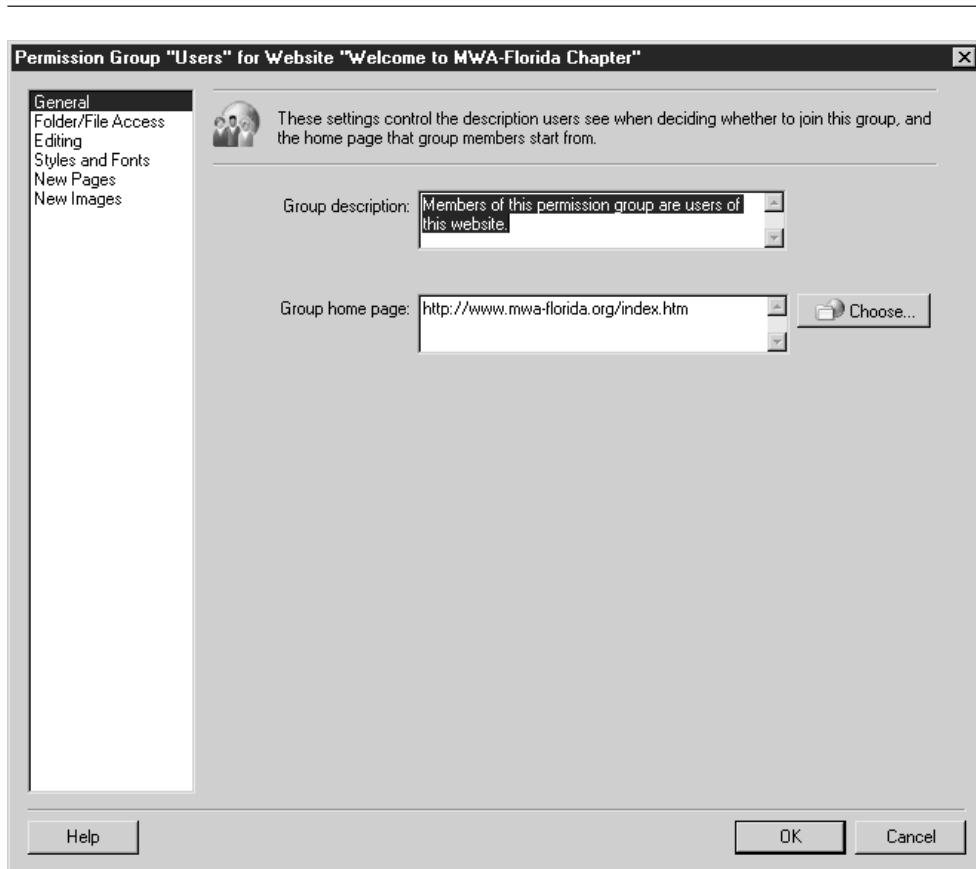 Permission Group "Users" for Website "Welcome to MWA-Florida Chapter"
General
Folder/File Access
Editing
Styles and Fonts
New Pages
New Images
These settings control the description users see when deciding whether to join this group, and
the home page that group members start from.
Group description:
Members of this permission group are users of
this website.
Group home page:
http://www.mwa-florida.org/index.htm
Choose...
Help
OK
Cancel